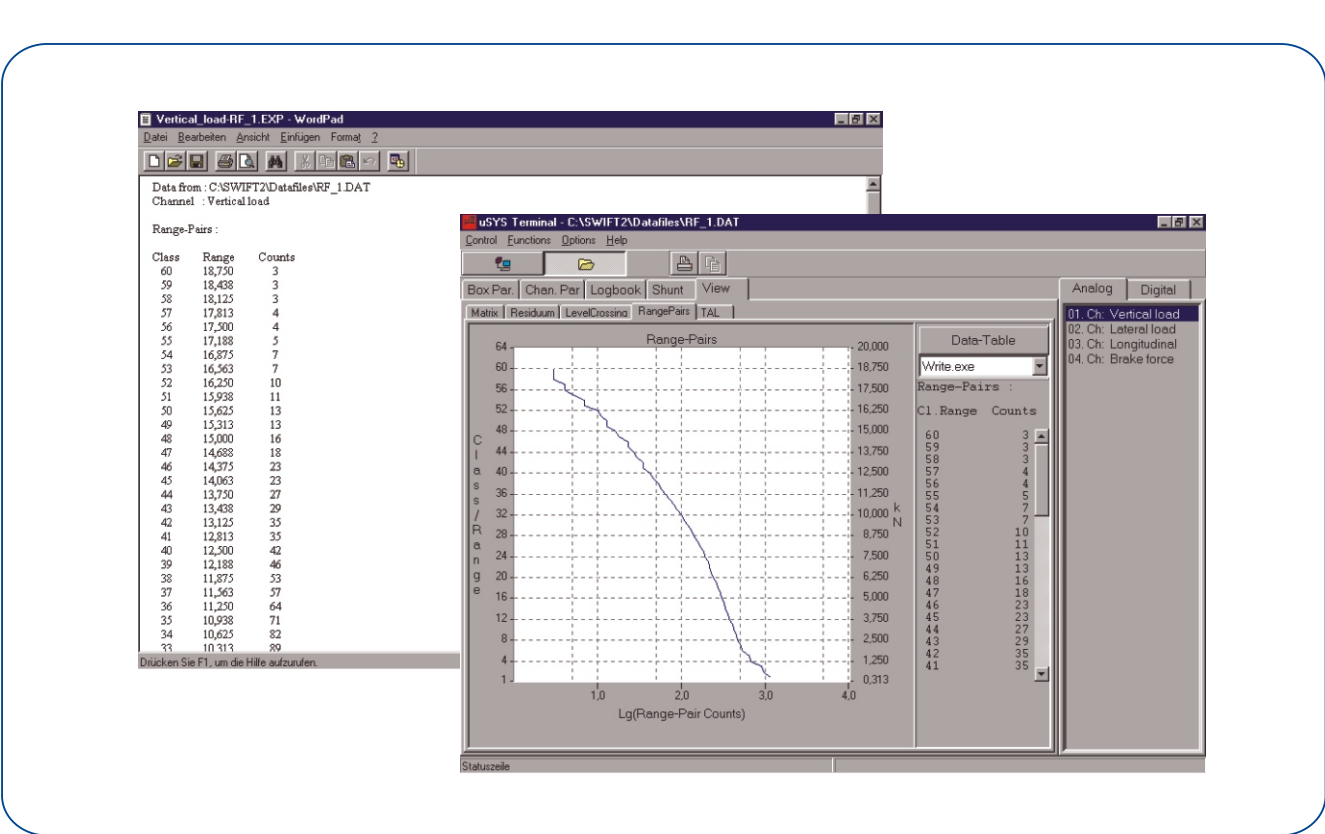 Vertical_load-RF_1.EXP - WordPad
Datei Bearbeiten Ansicht Einfügen Format ?
Data from : C:\SWIFT2\Datafiles\RF_1.DAT
Channel : Vertical load
Range-Pairs :
Class Range Counts
60 18,750 3
59 18,438 3
58 18,125 3
57 17,813 4
56 17,500 4
55 17,188 5
54 16,875 7
53 16,563 7
52 16,250 10
51 15,938 11
50 15,625 13
49 15,313 13
48 15,000 16
47 14,688 18
46 14,375 23
45 14,063 23
44 13,750 27
43 13,438 29
42 13,125 35
41 12,813 35
40 12,500 42
39 12,188 46
38 11,875 53
37 11,563 57
36 11,250 64
35 10,938 71
34 10,625 82
33 10,313 89
Drücken Sie F1, um die Hilfe aufzurufen.
uSYS Terminal - C:\SWIFT2\Datafiles\RF_1.DAT
Control Functions Options Help
Box Par. Chan. Par Logbook Shunt View
Matrix Residuum LevelCrossing RangePairs TAL
Range-Pairs
Class/Range
64
60
56
52
48
44
40
36
32
28
24
20
16
12
8
4
1
20,000
18,750
17,500
16,250
15,000
13,750
12,500
11,250
10,000
8,750
7,500
6,250
5,000
3,750
2,500
1,250
0,313
kN
1,0 2,0 3,0 4,0
Lg(Range-Pair Counts)
Data-Table
Write.exe
Range-Pairs :
Cl.Range Counts
60 3
59 3
58 3
57 4
56 4
55 5
54 7
53 7
52 10
51 11
50 13
49 13
48 16
47 18
46 23
45 23
44 27
43 29
42 35
41 35
Analog Digital
01. Ch: Vertical load
02. Ch: Lateral load
03. Ch: Longitudinal
04. Ch: Brake force
Statuszeile